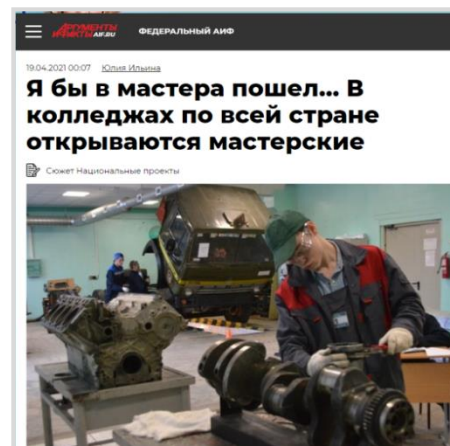 АРГУМЕНТЫ
И ФАКТЫ AIF.RU
ФЕДЕРАЛЬНЫЙ АИФ
19.04.2021 00:07 Юлия Ильина
Я бы в мастера пошел... В
колледжах по всей стране
открываются мастерские
Сюжет Национальные проекты